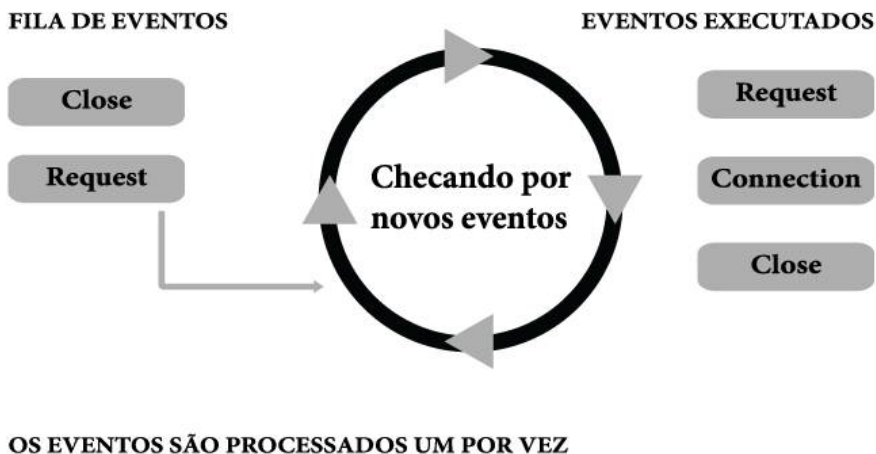 FILA DE EVENTOS
Close
Request
Checando por
novos eventos
EVENTOS EXECUTADOS
Request
Connection
Close
OS EVENTOS SÃO PROCESSADOS UM POR VEZ